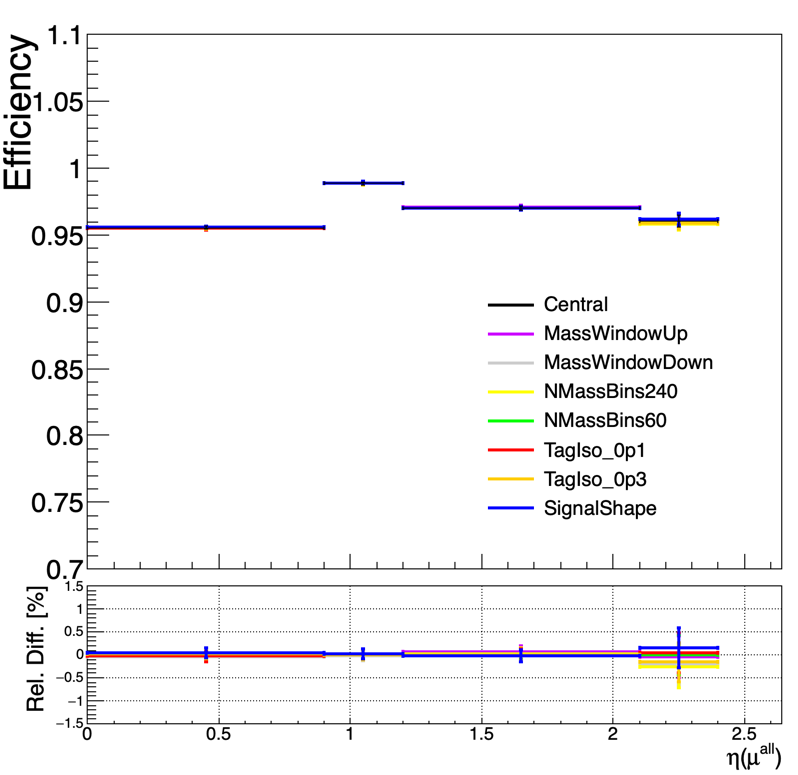 Efficiency
1.1
1.05
1
0.95
0.9
0.85
0.8
0.75
0.7
Central
MassWindowUp
MassWindowDown
NMassBins240
NMassBins60
TagIso_0p1
TagIso_0p3
SignalShape
Rel. Diff. [%]
1.5
1
0.5
0
−0.5
−1
−1.5
0 0.5 1 1.5 2 2.5
η(μ^all)